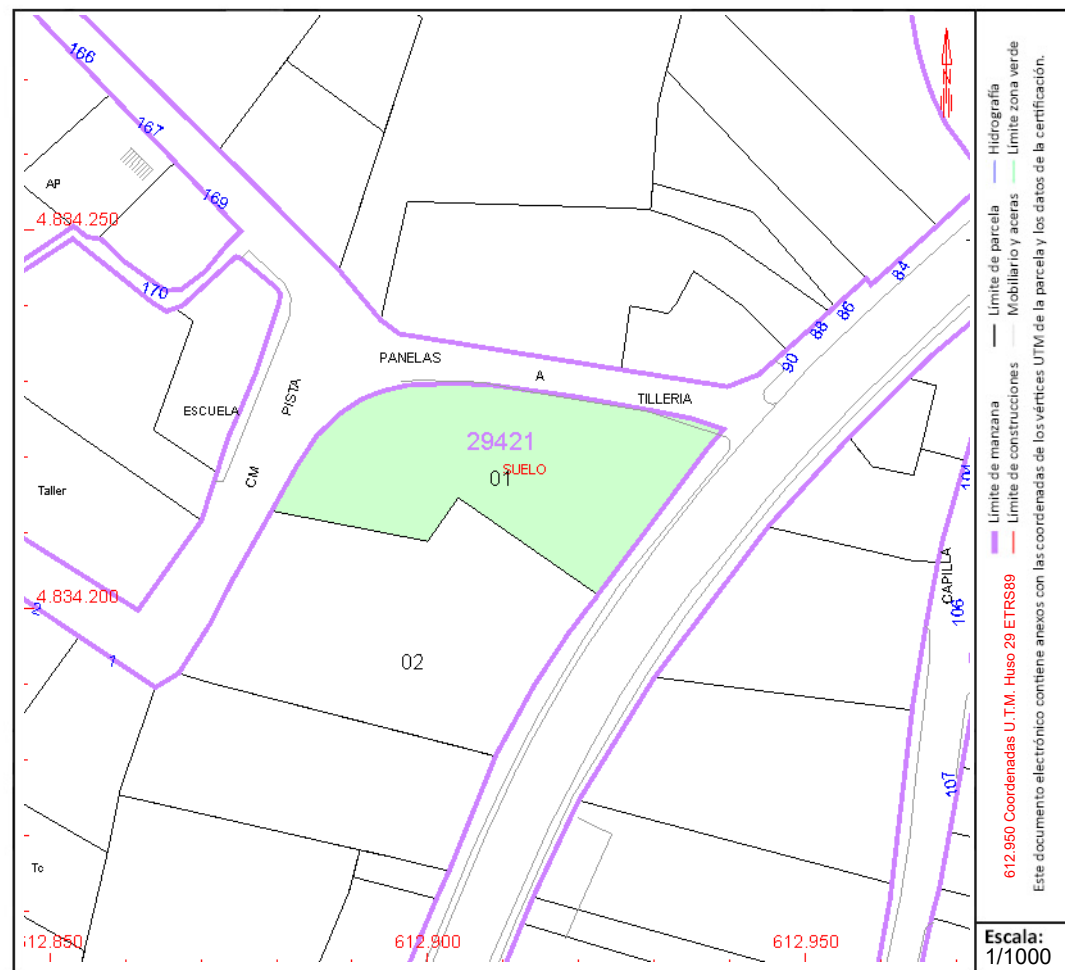 166
167
AP
169
4.834.250
170
84
86
88
90
PANELAS
A
TILLERIA
PISTA
ESCUELA
29421
SUELO
01
CM
Taller
101
CAPILLA
4.834.200
2
106
1
02
107
Tc
612.850
612.900
612.950
N
Límite de manzana
Límite de parcela
Hidrografía
Límite de construcciones
Mobiliario y aceras
Límite zona verde
612.950 Coordenadas U.T.M. Huso 29 ETRS89
Este documento electrónico contiene anexos con las coordenadas de los vértices UTM de la parcela y los datos de la certificación.
Escala:
1/1000